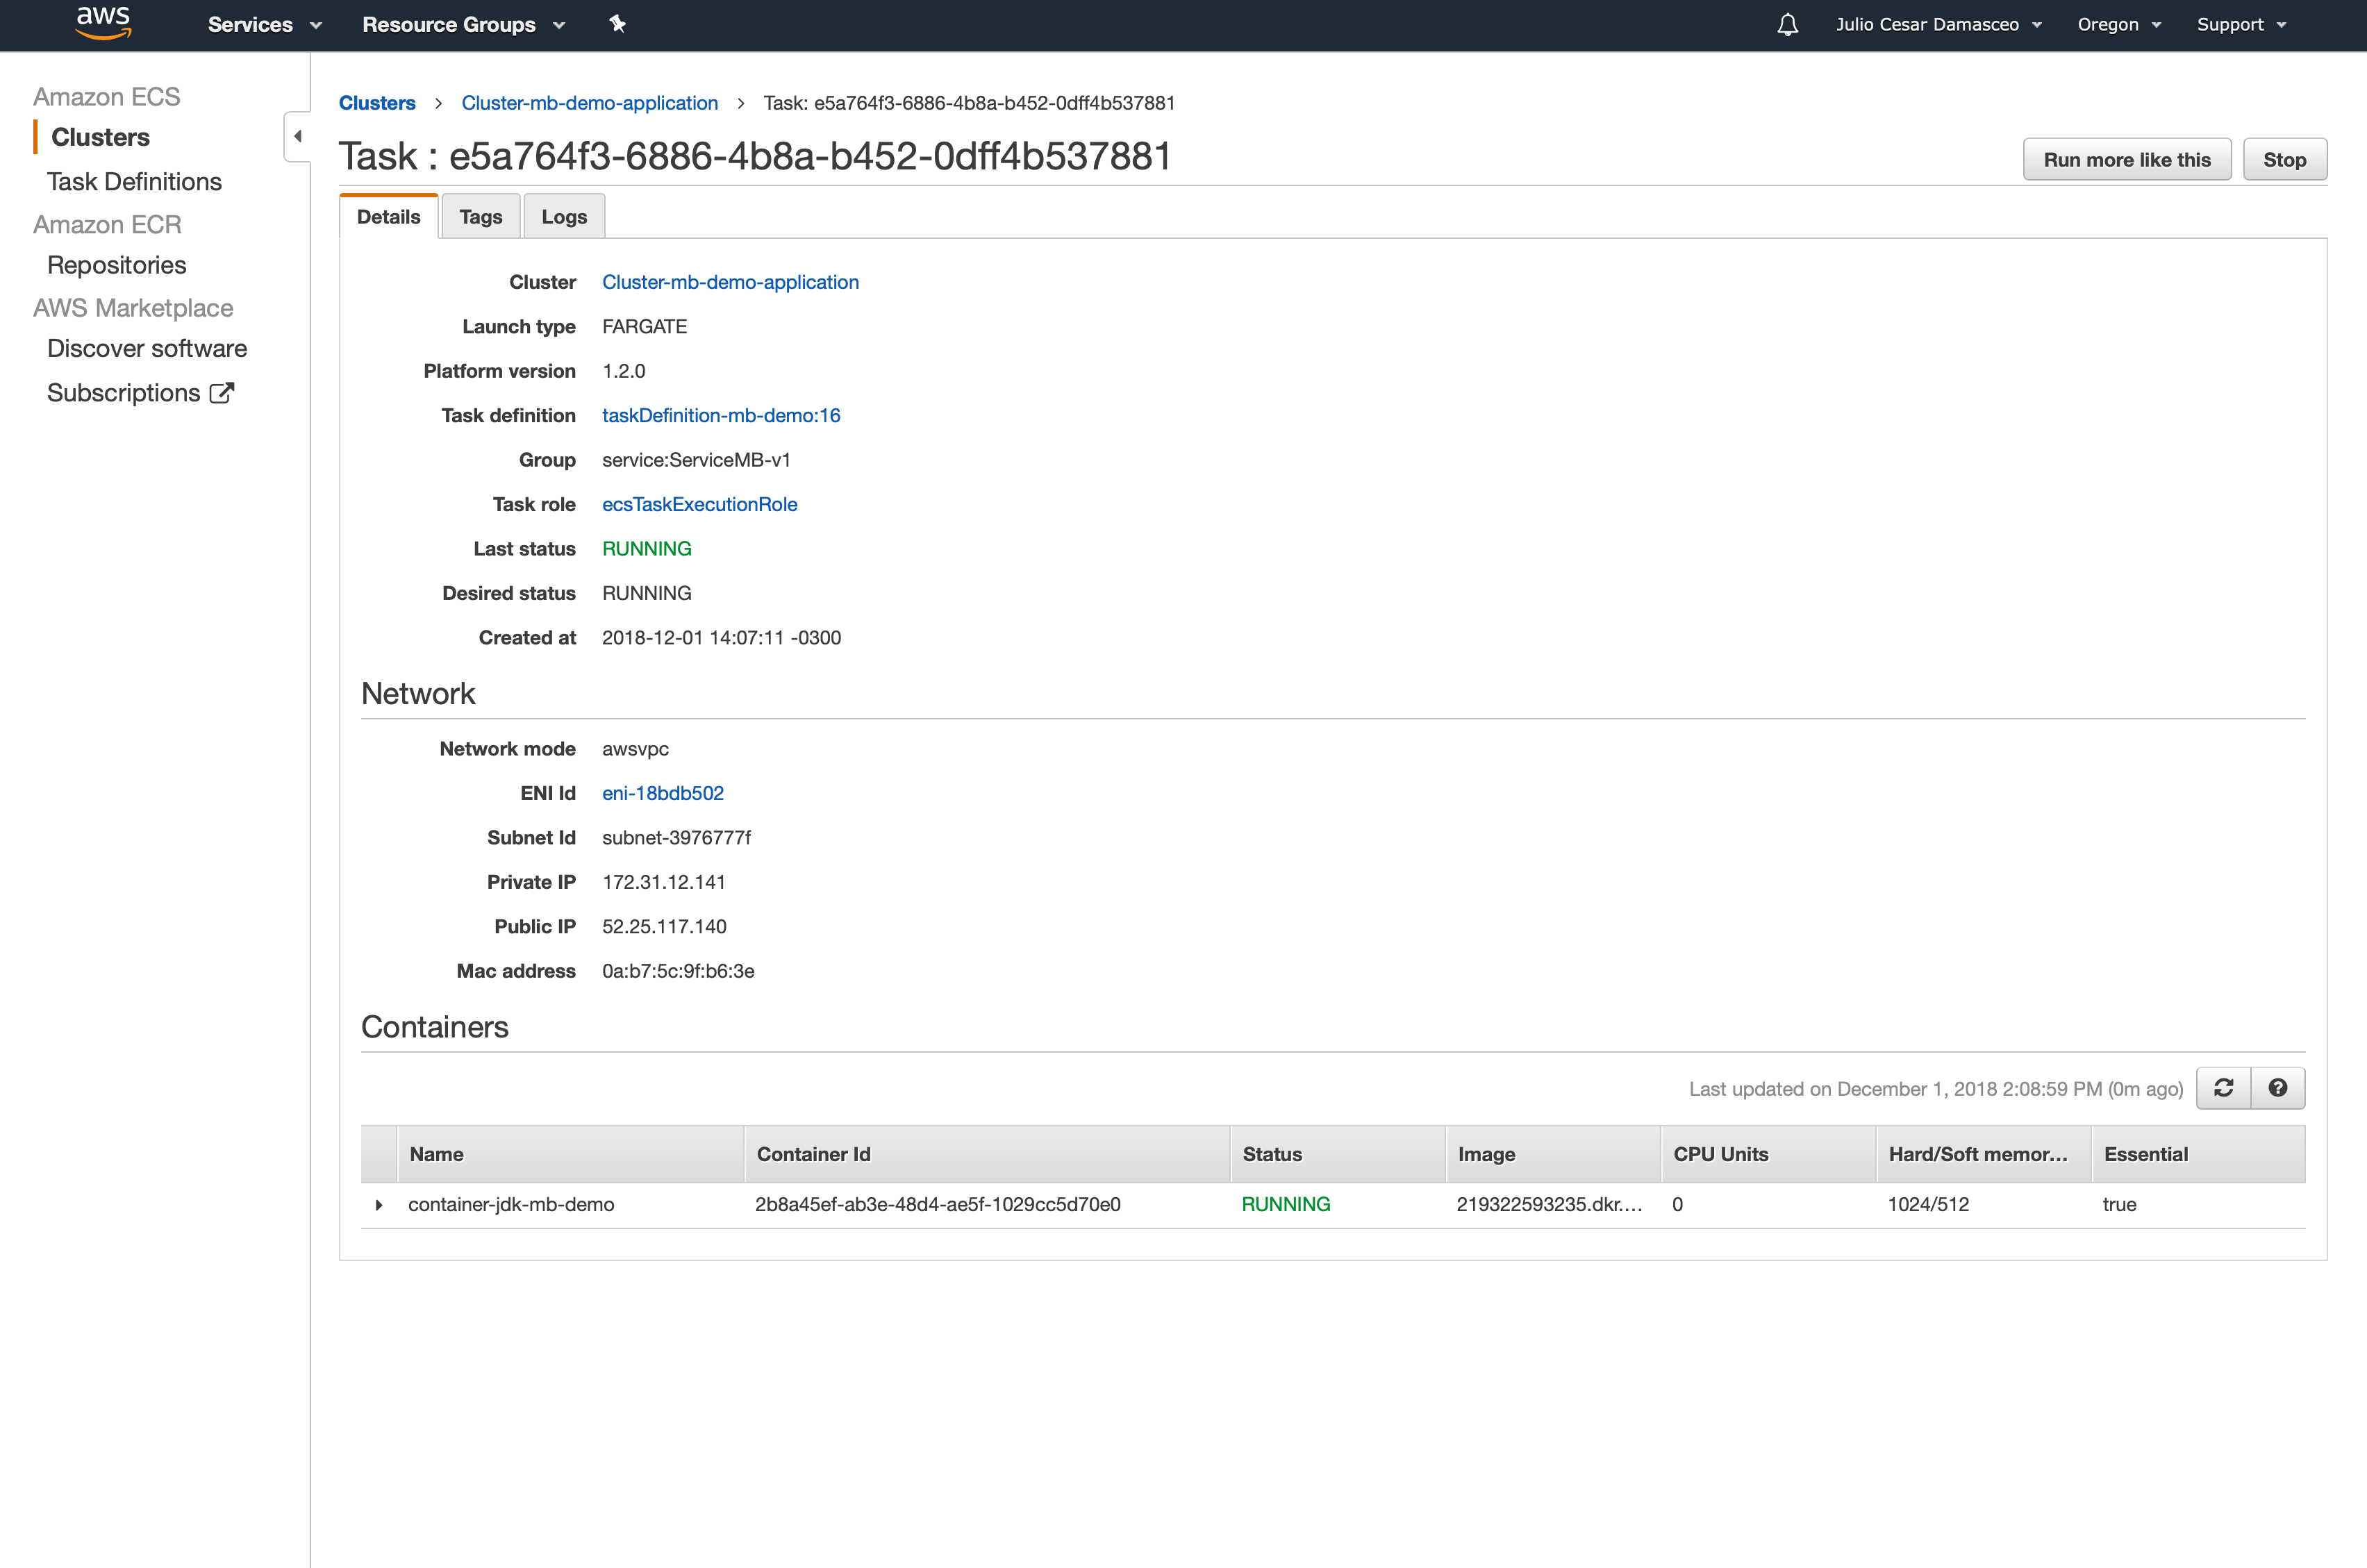 aws Services Resource Groups Julio Cesar Damasceo Oregon Support
Amazon ECS
Clusters
Task Definitions
Amazon ECR
Repositories
AWS Marketplace
Discover software
Subscriptions
Clusters > Cluster-mb-demo-application > Task: e5a764f3-6886-4b8a-b452-0dff4b537881
Task : e5a764f3-6886-4b8a-b452-0dff4b537881
Run more like this Stop
Details Tags Logs
Cluster Cluster-mb-demo-application
Launch type FARGATE
Platform version 1.2.0
Task definition taskDefinition-mb-demo:16
Group service:ServiceMB-v1
Task role ecsTaskExecutionRole
Last status RUNNING
Desired status RUNNING
Created at 2018-12-01 14:07:11 -0300
Network
Network mode awsvpc
ENI Id eni-18bdb502
Subnet Id subnet-3976777f
Private IP 172.31.12.141
Public IP 52.25.117.140
Mac address 0a:b7:5c:9f:b6:3e
Containers
Last updated on December 1, 2018 2:08:59 PM (0m ago)
Name Container Id Status Image CPU Units Hard/Soft memor... Essential
container-jdk-mb-demo 2b8a45ef-ab3e-48d4-ae5f-1029cc5d70e0 RUNNING 219322593235.dkr.... 0 1024/512 true